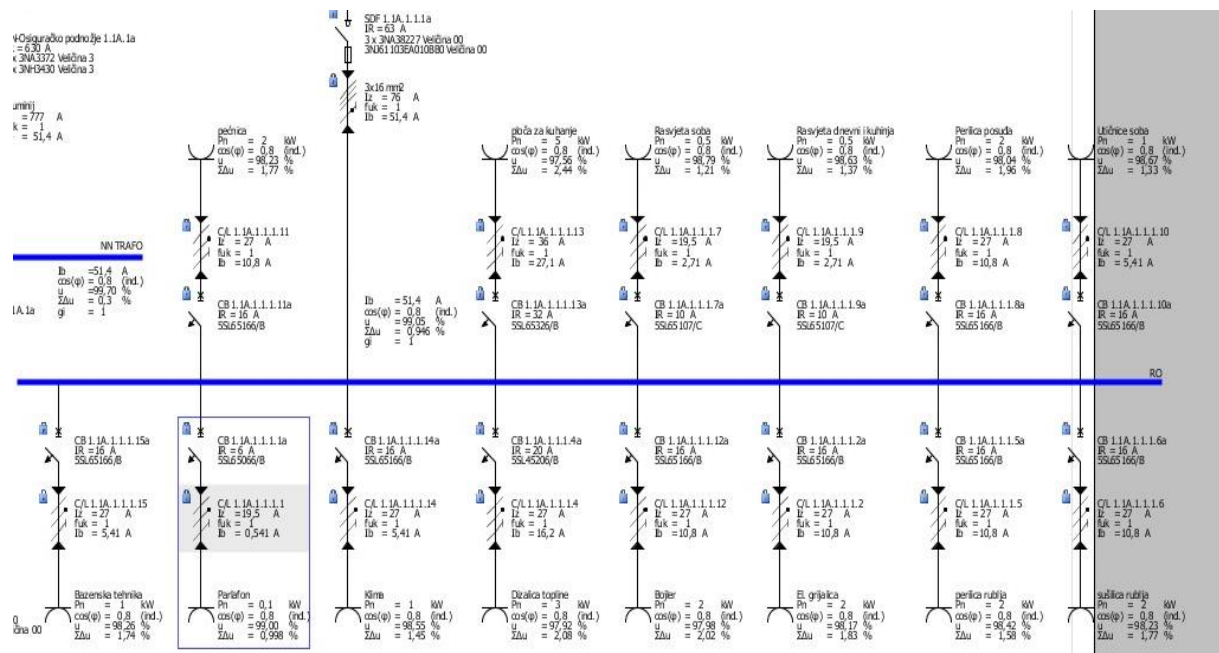 N-Osiguračko podnožje 1.1A.1a
= 630 A
x 3NA3372 Veličina 3
x 3NH3430 Veličina 3
uminij
=777 A
k = 1
= 51,4 A
SDF 1.1A.1.1.1a
IR = 63 A
3 x 3NA38227 Veličina 00
3NJ61103EA010BB0 Veličina 00
3x16 mm2
Iz = 76 A
fuk = 1
Ib = 51,4 A
pećnica
Pn = 2 kW
cos(φ) = 0,8 (ind.)
u = 98,23 %
ΣΔu = 1,77 %
ploča za kuhanje
Pn = 5 kW
cos(φ) = 0,8 (ind.)
u = 97,56 %
ΣΔu = 2,44 %
Rasvjeta soba
Pn = 0,5 kW
cos(φ) = 0,8 (ind.)
u = 98,79 %
ΣΔu = 1,21 %
Rasvjeta dnevni i kuhinja
Pn = 0,5 kW
cos(φ) = 0,8 (ind.)
u = 98,63 %
ΣΔu = 1,37 %
Perilica posuđa
Pn = 2 kW
cos(φ) = 0,8 (ind.)
u = 98,04 %
ΣΔu = 1,96 %
Utičnice soba
Pn = 1 kW
cos(φ) = 0,8 (ind.)
u = 98,67 %
ΣΔu = 1,33 %
C/L 1.1A.1.1.1.11
Iz = 27 A
fuk = 1
Ib = 10,8 A
C/L 1.1A.1.1.1.13
Iz = 36 A
fuk = 1
Ib = 27,1 A
C/L 1.1A.1.1.1.7
Iz = 19,5 A
fuk = 1
Ib = 2,71 A
C/L 1.1A.1.1.1.9
Iz = 19,5 A
fuk = 1
Ib = 2,71 A
C/L 1.1A.1.1.1.8
Iz = 27 A
fuk = 1
Ib = 10,8 A
C/L 1.1A.1.1.1.10
Iz = 27 A
fuk = 1
Ib = 5,41 A
NN TRAFO
Ib =51,4 A
cos(φ) = 0,8 (ind.)
u =99,70 %
ΣΔu = 0,3 %
gi = 1
1A.1a
CB 1.1A.1.1.1.11a
IR = 16 A
5SL65166/B
Ib = 51,4 A
cos(φ) = 0,8 (ind.)
u = 99,05 %
ΣΔu = 0,946 %
gi = 1
CB 1.1A.1.1.1.13a
IR = 32 A
5SL65326/B
CB 1.1A.1.1.1.7a
IR = 10 A
5SL65107/C
CB 1.1A.1.1.1.9a
IR = 10 A
5SL65107/C
CB 1.1A.1.1.1.8a
IR = 16 A
5SL65166/B
CB 1.1A.1.1.1.10a
IR = 16 A
5SL65166/B
RO
CB 1.1A.1.1.1.15a
IR = 16 A
5SL65166/B
CB 1.1A.1.1.1.1a
IR = 6 A
5SL65066/B
CB 1.1A.1.1.1.14a
IR = 16 A
5SL65166/B
CB 1.1A.1.1.1.4a
IR = 20 A
5SL45206/B
CB 1.1A.1.1.1.12a
IR = 16 A
5SL65166/B
CB 1.1A.1.1.1.2a
IR = 16 A
5SL65166/B
CB 1.1A.1.1.1.5a
IR = 16 A
5SL65166/B
CB 1.1A.1.1.1.6a
IR = 16 A
5SL65166/B
C/L 1.1A.1.1.1.15
Iz = 27 A
fuk = 1
Ib = 5,41 A
C/L 1.1A.1.1.1.1
Iz = 19,5 A
fuk = 1
Ib = 0,541 A
C/L 1.1A.1.1.1.14
Iz = 27 A
fuk = 1
Ib = 5,41 A
C/L 1.1A.1.1.1.4
Iz = 27 A
fuk = 1
Ib = 16,2 A
C/L 1.1A.1.1.1.12
Iz = 27 A
fuk = 1
Ib = 10,8 A
C/L 1.1A.1.1.1.2
Iz = 27 A
fuk = 1
Ib = 10,8 A
C/L 1.1A.1.1.1.5
Iz = 27 A
fuk = 1
Ib = 10,8 A
C/L 1.1A.1.1.1.6
Iz = 27 A
fuk = 1
Ib = 10,8 A
0
čina 00
Bazenska tehnika
Pn = 1 kW
cos(φ) = 0,8 (ind.)
u = 98,26 %
ΣΔu = 1,74 %
Parlafon
Pn = 0,1 kW
cos(φ) = 0,8 (ind.)
u = 99,00 %
ΣΔu = 0,998 %
Klima
Pn = 1 kW
cos(φ) = 0,8 (ind.)
u = 98,55 %
ΣΔu = 1,45 %
Dizalica topline
Pn = 3 kW
cos(φ) = 0,8 (ind.)
u = 97,92 %
ΣΔu = 2,08 %
Bojler
Pn = 2 kW
cos(φ) = 0,8 (ind.)
u = 97,98 %
ΣΔu = 2,02 %
EL grijalica
Pn = 2 kW
cos(φ) = 0,8 (ind.)
u = 98,17 %
ΣΔu = 1,83 %
perilica rublja
Pn = 2 kW
cos(φ) = 0,8 (ind.)
u = 98,42 %
ΣΔu = 1,58 %
sušilica rublja
Pn = 2 kW
cos(φ) = 0,8 (ind.)
u = 98,23 %
ΣΔu = 1,77 %